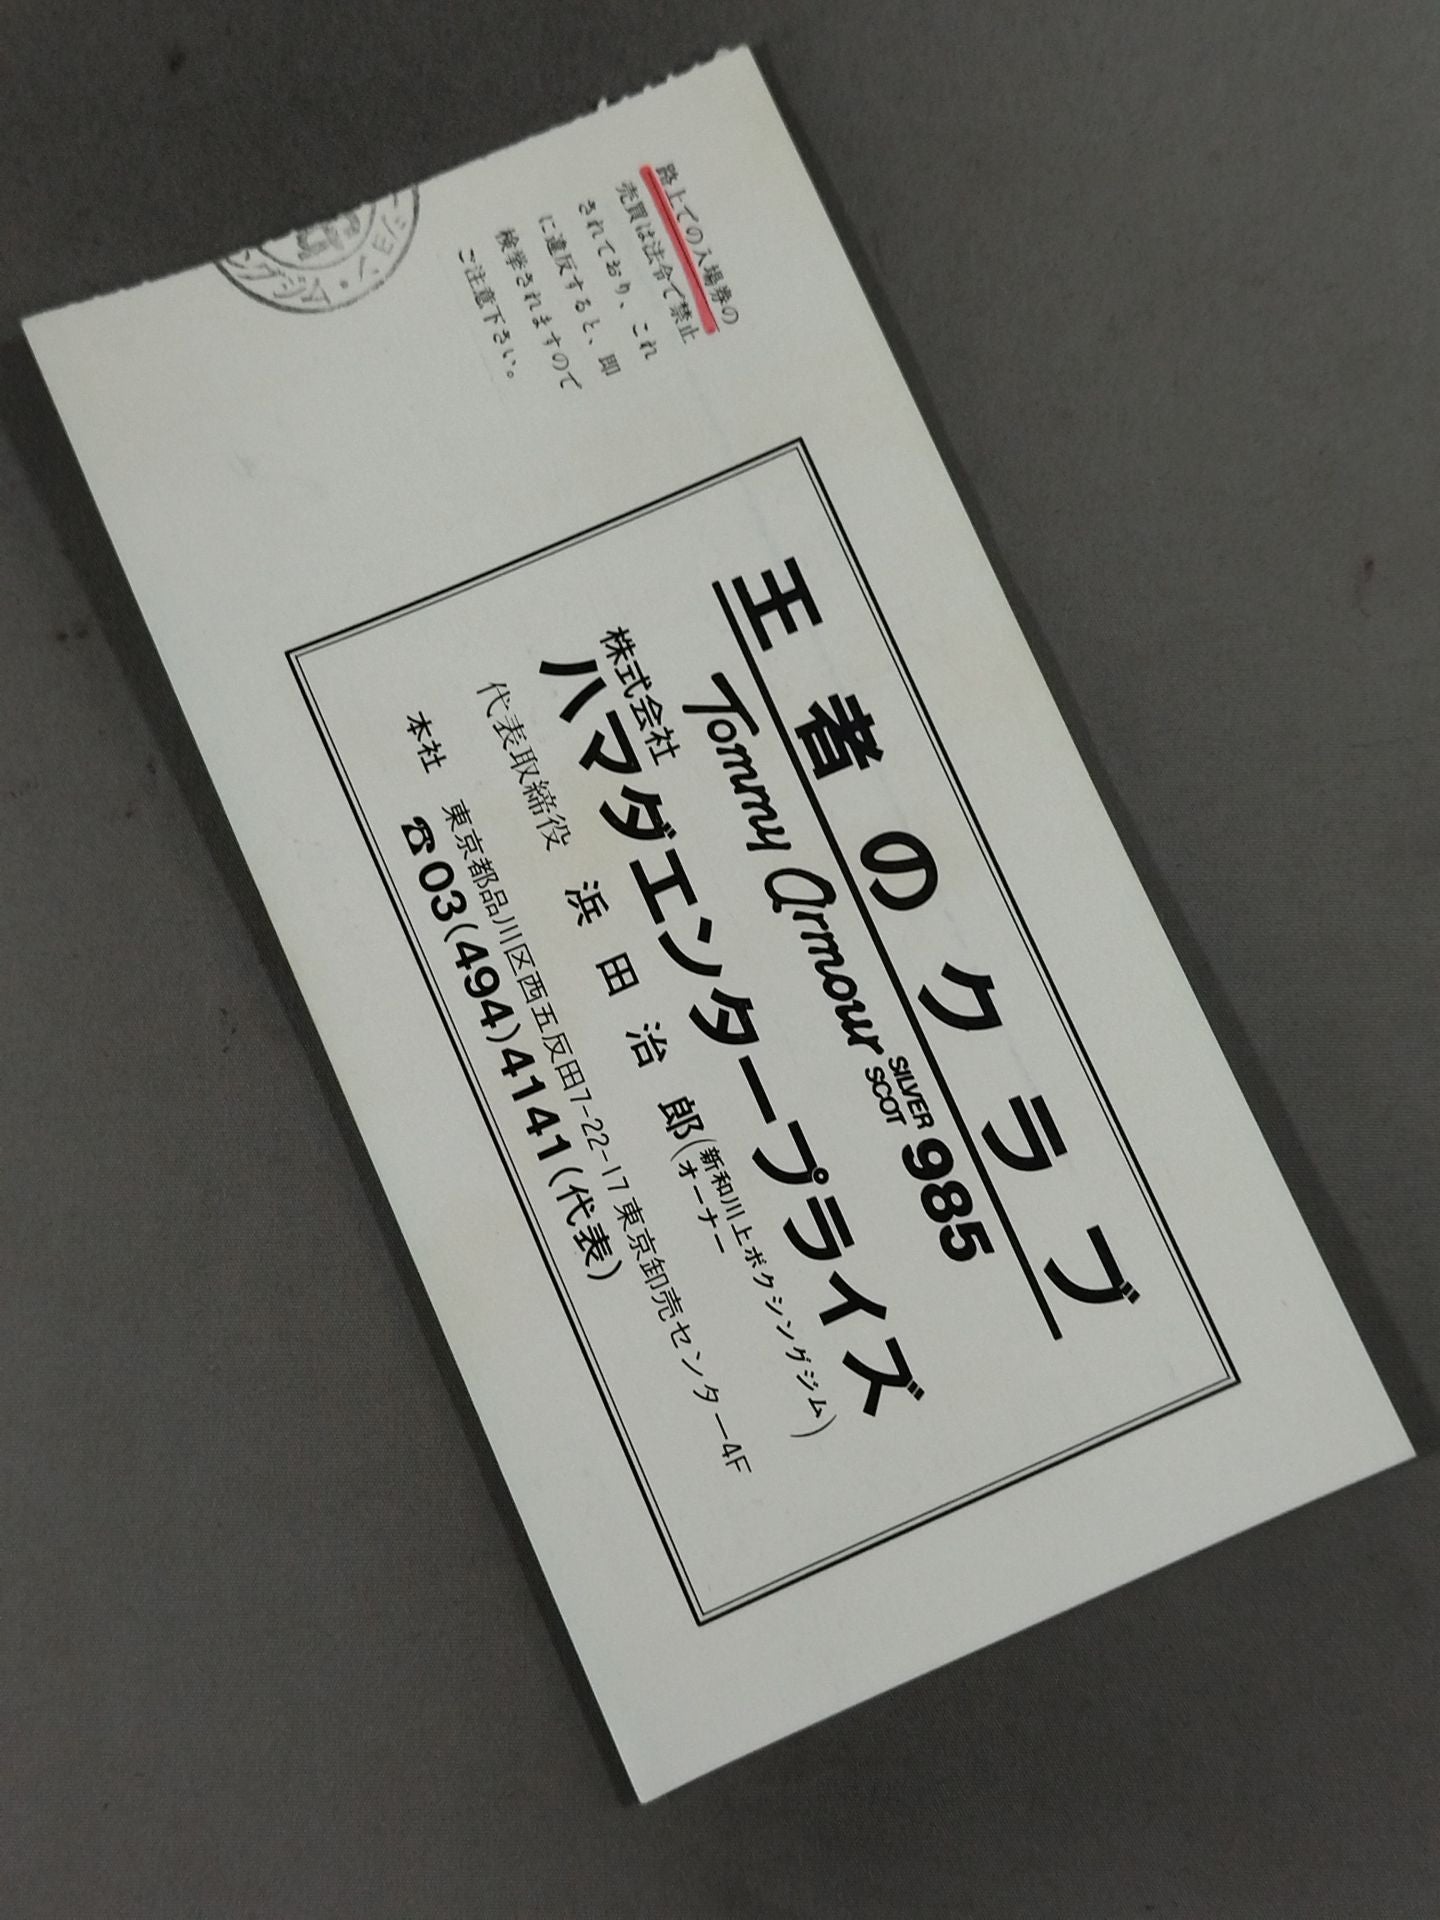 路上での入場券の
売買は法令で禁止
されており、これ
に違反すると、即
検挙されますので
ご注意下さい。
王者のクラブ
Tommy armour SILVER SCOT 985
株式会社
ハマダエンタープライズ
代表取締役 浜田治郎(新和川上ボクシングジム オーナー)
本社 東京都品川区西五反田7-22-17東京卸売センター4F
☎03(494)4141(代表)